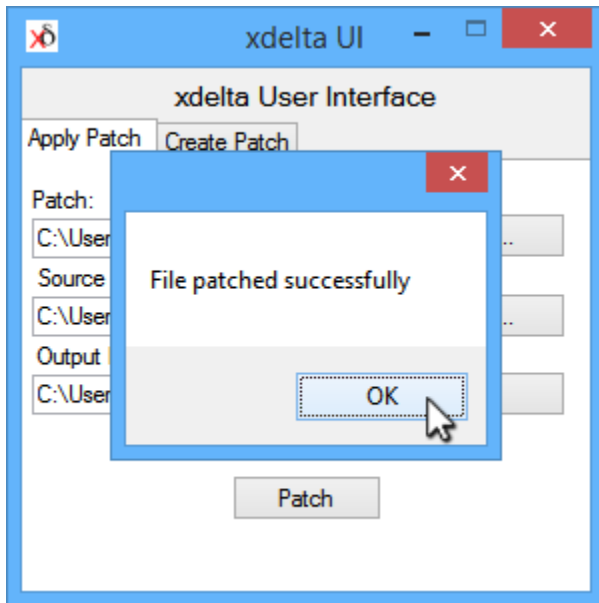 xδ xdelta UI
xdelta User Interface
Apply Patch Create Patch
Patch:
C:\User ..
Source
File patched successfully
C:\User ..
Output
C:\User
OK
Patch